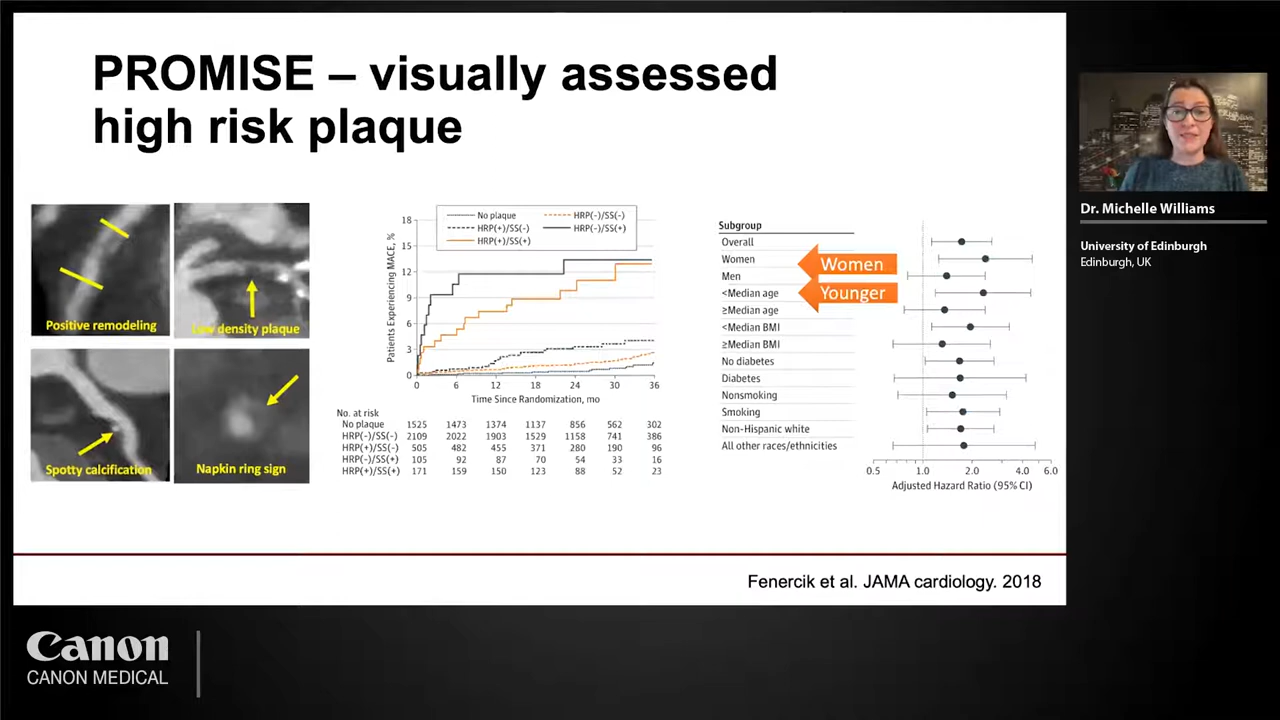 PROMISE – visually assessed
high risk plaque
Positive remodeling
Low density plaque
Spotty calcification
Napkin ring sign
Patients Experiencing MACE, %
18
15
12
9
6
3
0
No plaque
HRP(-)/SS(-)
HRP(+)/SS(-)
HRP(-)/SS(+)
HRP(+)/SS(+)
0 6 12 18 24 30 36
Time Since Randomization, mo
No. at risk
No plaque 1525 1473 1374 1137 856 562 302
HRP(-)/SS(-) 2109 2022 1903 1529 1158 741 386
HRP(+)/SS(-) 505 482 455 371 280 190 96
HRP(-)/SS(+) 105 92 87 70 54 33 16
HRP(+)/SS(+) 171 159 150 123 88 52 23
Subgroup
Overall
Women
Men
<Median age
≥Median age
<Median BMI
≥Median BMI
No diabetes
Diabetes
Nonsmoking
Smoking
Non-Hispanic white
All other races/ethnicities
Women
Younger
0.5 1.0 2.0 4.0 6.0
Adjusted Hazard Ratio (95% CI)
Fenercik et al. JAMA cardiology. 2018
Dr. Michelle Williams
University of Edinburgh
Edinburgh, UK
Canon
CANON MEDICAL